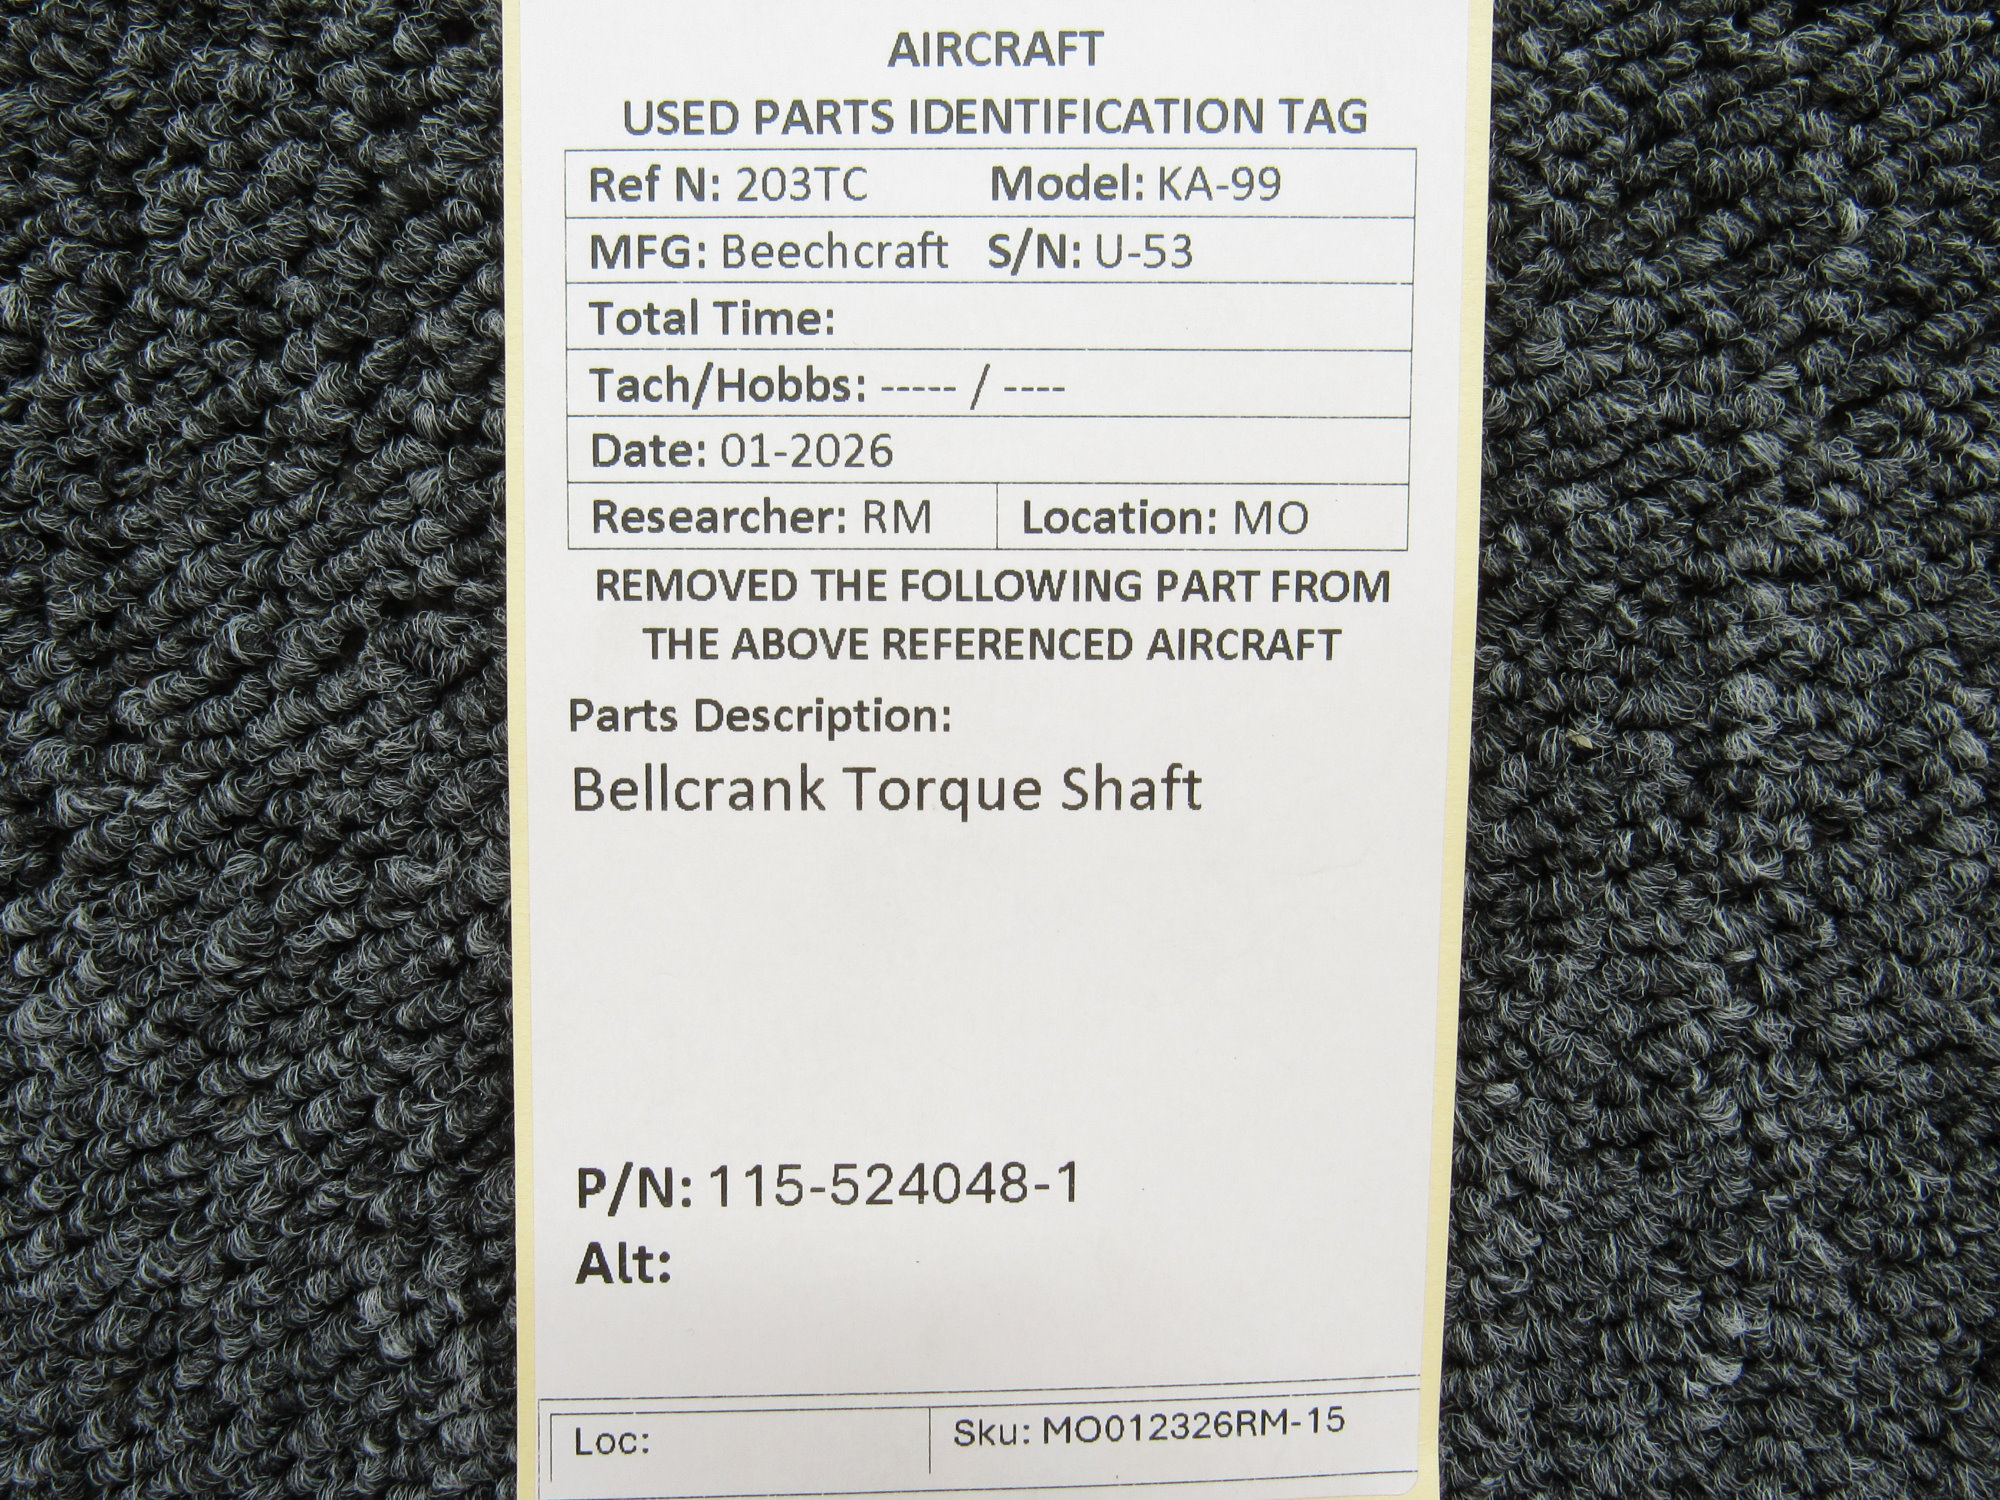 AIRCRAFT
USED PARTS IDENTIFICATION TAG
Ref N: 203TC Model: KA-99
MFG: Beechcraft S/N: U-53
Total Time:
Tach/Hobbs: ----- / ----
Date: 01-2026
Researcher: RM Location: MO
REMOVED THE FOLLOWING PART FROM
THE ABOVE REFERENCED AIRCRAFT
Parts Description:
Bellcrank Torque Shaft
P/N: 115-524048-1
Alt:
Loc: Sku: MO012326RM-15